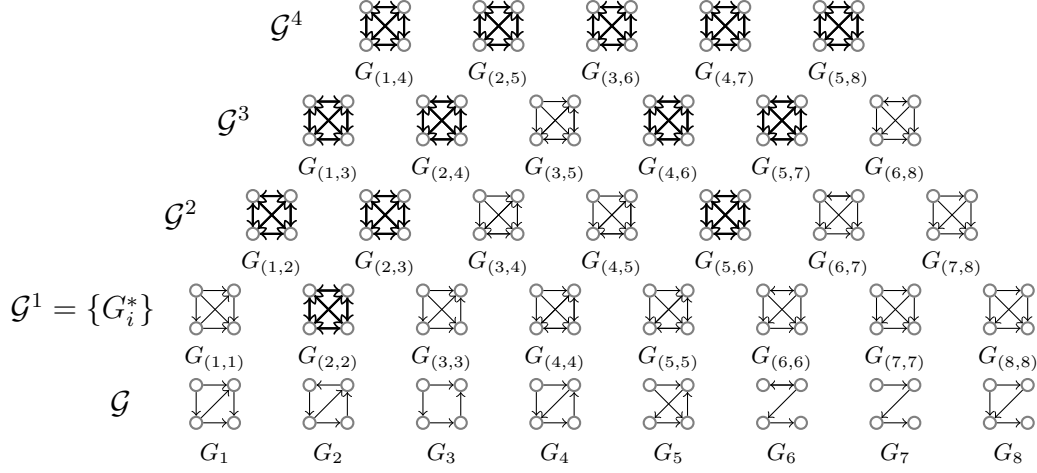 𝒢⁴
G₍₁,₄₎ G₍₂,₅₎ G₍₃,₆₎ G₍₄,₇₎ G₍₅,₈₎
𝒢³
G₍₁,₃₎ G₍₂,₄₎ G₍₃,₅₎ G₍₄,₆₎ G₍₅,₇₎ G₍₆,₈₎
𝒢²
G₍₁,₂₎ G₍₂,₃₎ G₍₃,₄₎ G₍₄,₅₎ G₍₅,₆₎ G₍₆,₇₎ G₍₇,₈₎
𝒢¹ = {G*ᵢ}
G₍₁,₁₎ G₍₂,₂₎ G₍₃,₃₎ G₍₄,₄₎ G₍₅,₅₎ G₍₆,₆₎ G₍₇,₇₎ G₍₈,₈₎
𝒢
G₁ G₂ G₃ G₄ G₅ G₆ G₇ G₈